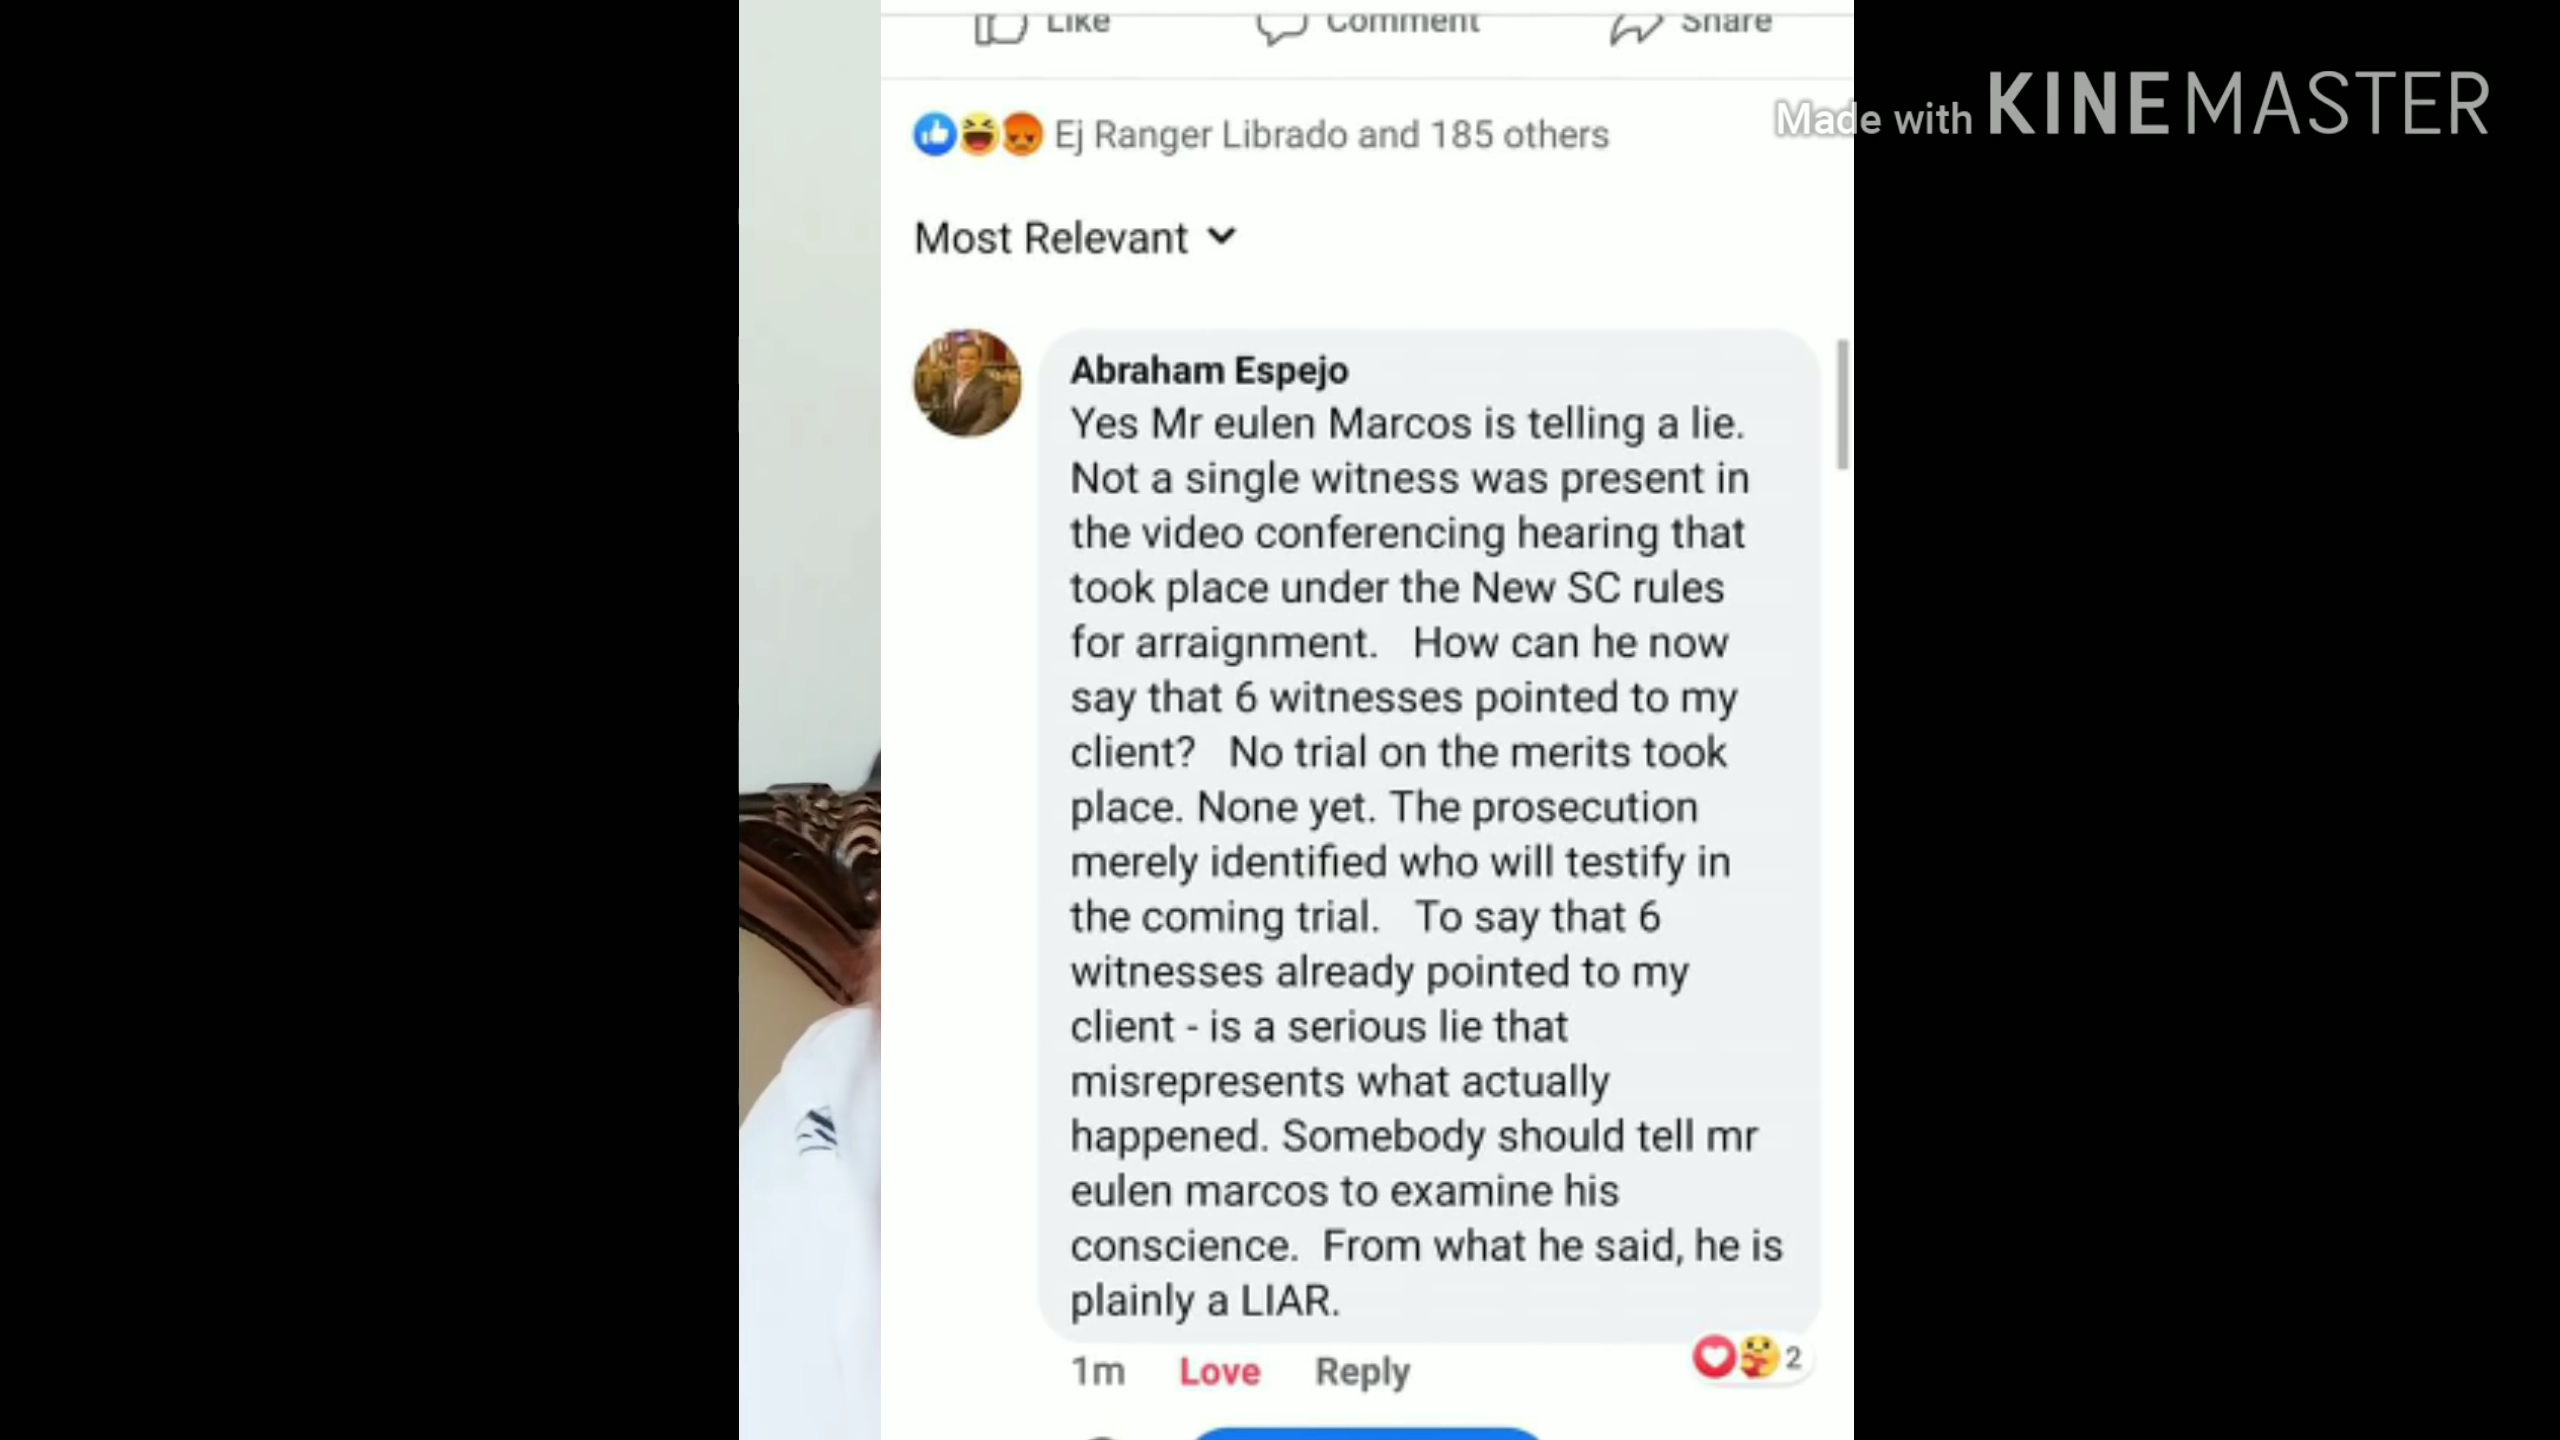 Like Comment Share
Made with KINEMASTER
Ej Ranger Librado and 185 others
Most Relevant
Abraham Espejo
Yes Mr eulen Marcos is telling a lie.
Not a single witness was present in
the video conferencing hearing that
took place under the New SC rules
for arraignment.   How can he now
say that 6 witnesses pointed to my
client?   No trial on the merits took
place. None yet. The prosecution
merely identified who will testify in
the coming trial.   To say that 6
witnesses already pointed to my
client - is a serious lie that
misrepresents what actually
happened. Somebody should tell mr
eulen marcos to examine his
conscience.  From what he said, he is
plainly a LIAR.
1m Love Reply 2